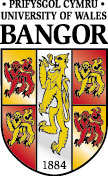 • PRIFYSGOL CYMRU •
UNIVERSITY OF WALES
BANGOR
1884